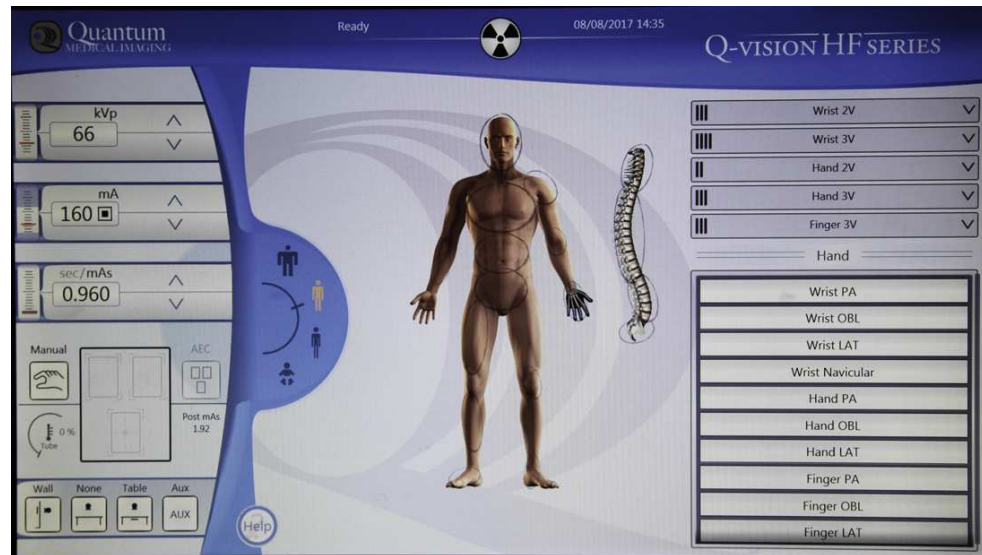 Quantum
MEDICAL IMAGING
Ready
08/08/2017 14:35
Q-VISION HF SERIES
kVp
66
mA
160
sec/mAs
0.960
Manual
AEC
0 %
Tube
Post mAs
1.92
Wall
None
Table
Aux
AUX
Help
Wrist 2V
Wrist 3V
Hand 2V
Hand 3V
Finger 3V
Hand
Wrist PA
Wrist OBL
Wrist LAT
Wrist Navicular
Hand PA
Hand OBL
Hand LAT
Finger PA
Finger OBL
Finger LAT